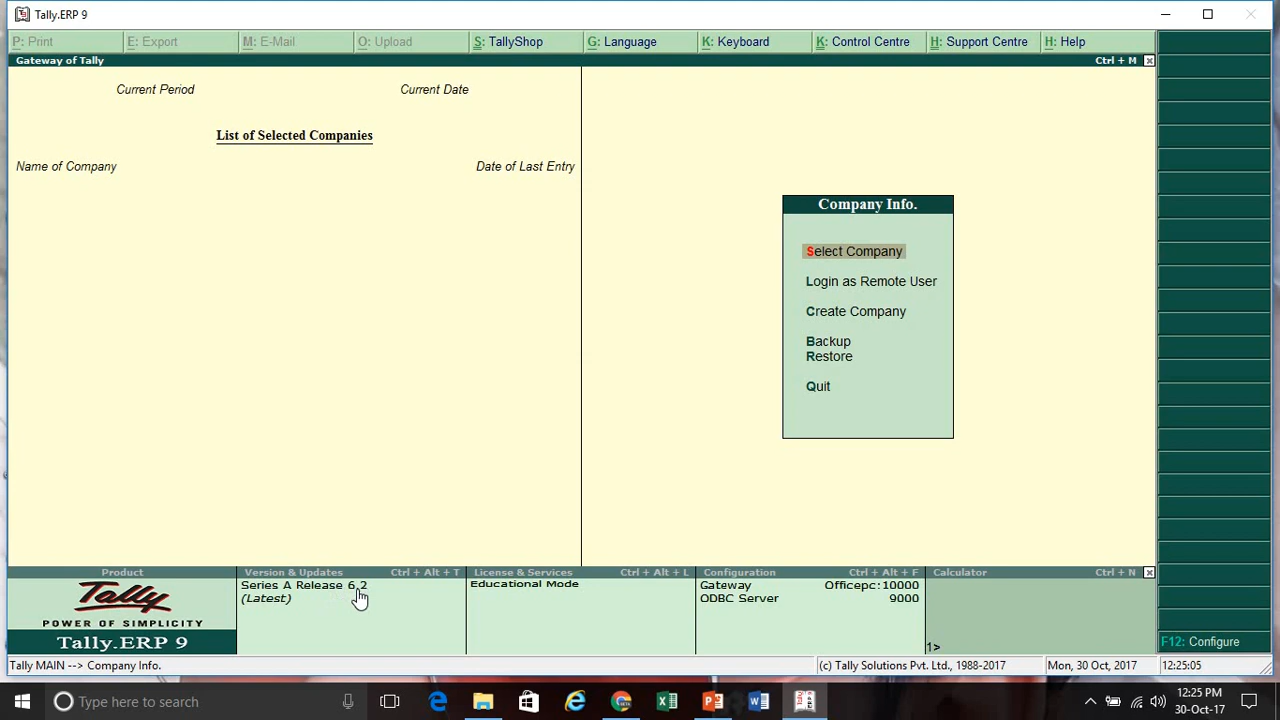 Tally.ERP 9
P: Print E: Export M: E-Mail O: Upload S: TallyShop G: Language K: Keyboard K: Control Centre H: Support Centre H: Help
Gateway of Tally Ctrl + M
Current Period Current Date
List of Selected Companies
Name of Company Date of Last Entry
Company Info.
Select Company
Login as Remote User
Create Company
Backup
Restore
Quit
Product Version & Updates Ctrl + Alt + T License & Services Ctrl + Alt + L Configuration Ctrl + Alt + F Calculator Ctrl + N
Tally
POWER OF SIMPLICITY
Tally.ERP 9
Series A Release 6.2
(Latest)
Educational Mode
Gateway Officepc:10000
ODBC Server 9000
1>
F12: Configure
Tally MAIN --> Company Info. (c) Tally Solutions Pvt. Ltd., 1988-2017 Mon, 30 Oct, 2017 12:25:05
Type here to search
12:25 PM
30-Oct-17